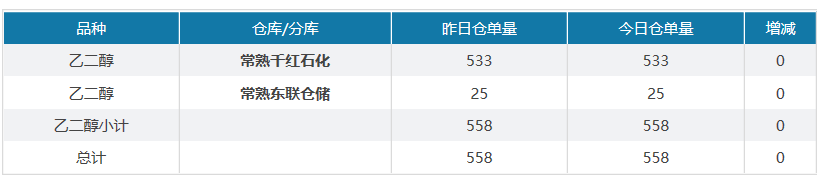 品种 仓库/分库 昨日仓单量 今日仓单量 增减
乙二醇 常熟千红石化 533 533 0
乙二醇 常熟东联仓储 25 25 0
乙二醇小计 558 558 0
总计 558 558 0